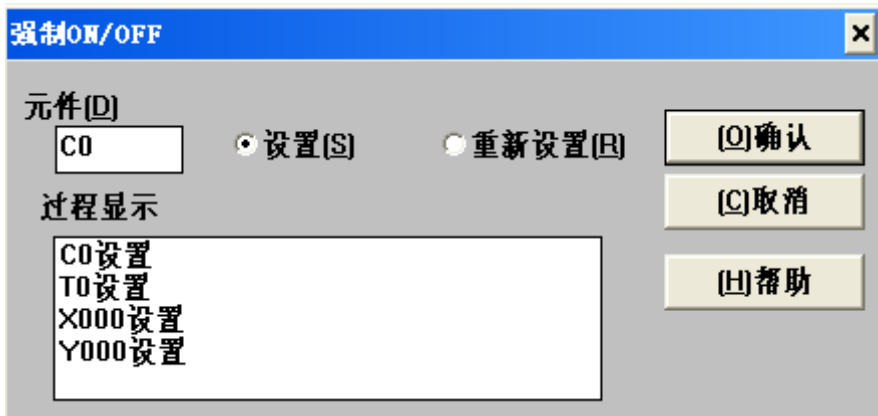 强制ON/OFF
元件(D)
C0
设置(S)
重新设置(R)
(O)确认
(C)取消
过程显示
C0设置
T0设置
X000设置
Y000设置
(H)帮助